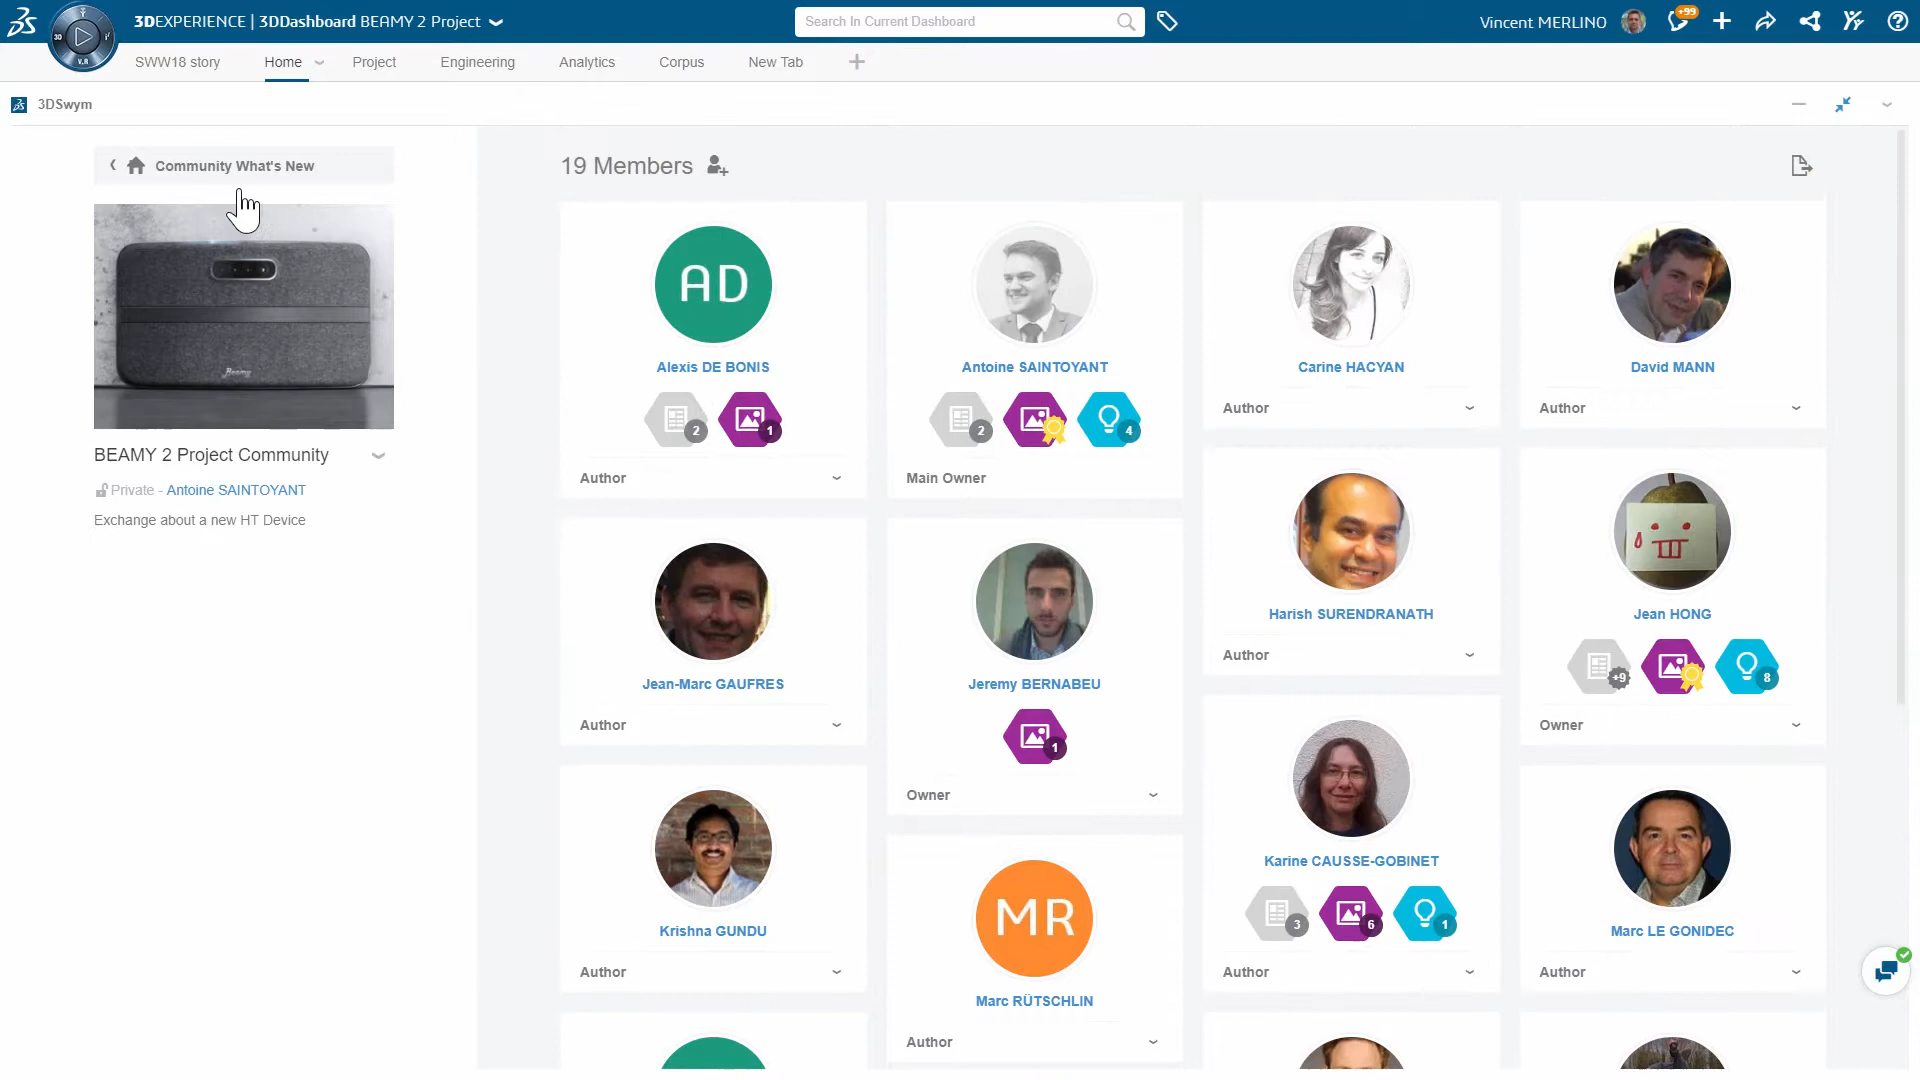 3DEXPERIENCE | 3DDashboard BEAMY 2 Project
Search In Current Dashboard
Vincent MERLINO
+99
3D
V.R
SWW18 story
Home
Project
Engineering
Analytics
Corpus
New Tab
3DSwym
Community What's New
Beamy
BEAMY 2 Project Community
Private - Antoine SAINTOYANT
Exchange about a new HT Device
19 Members
AD
Alexis DE BONIS
2
1
Author
Antoine SAINTOYANT
2
4
Main Owner
Carine HACYAN
Author
David MANN
Author
Jean-Marc GAUFRES
Author
Jeremy BERNABEU
1
Owner
Harish SURENDRANATH
Author
Jean HONG
+9
8
Owner
Krishna GUNDU
Author
MR
Marc RÜTSCHLIN
Author
Karine CAUSSE-GOBINET
3
6
1
Author
Marc LE GONIDEC
Author